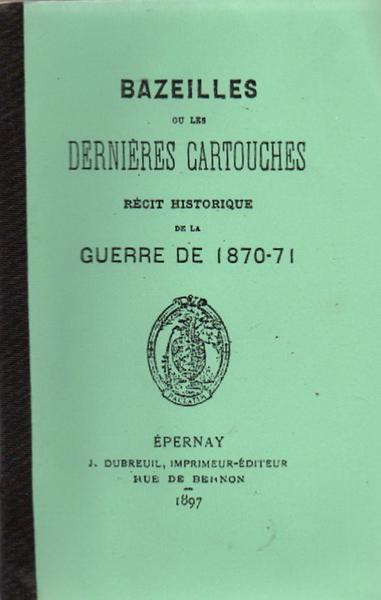 BAZEILLES
OU LES
DERNIÈRES CARTOUCHES
RÉCIT HISTORIQUE
DE LA
GUERRE DE 1870-71
ÉPERNAY
J. DUBREUIL, IMPRIMEUR-ÉDITEUR
RUE DE BERNON
1897